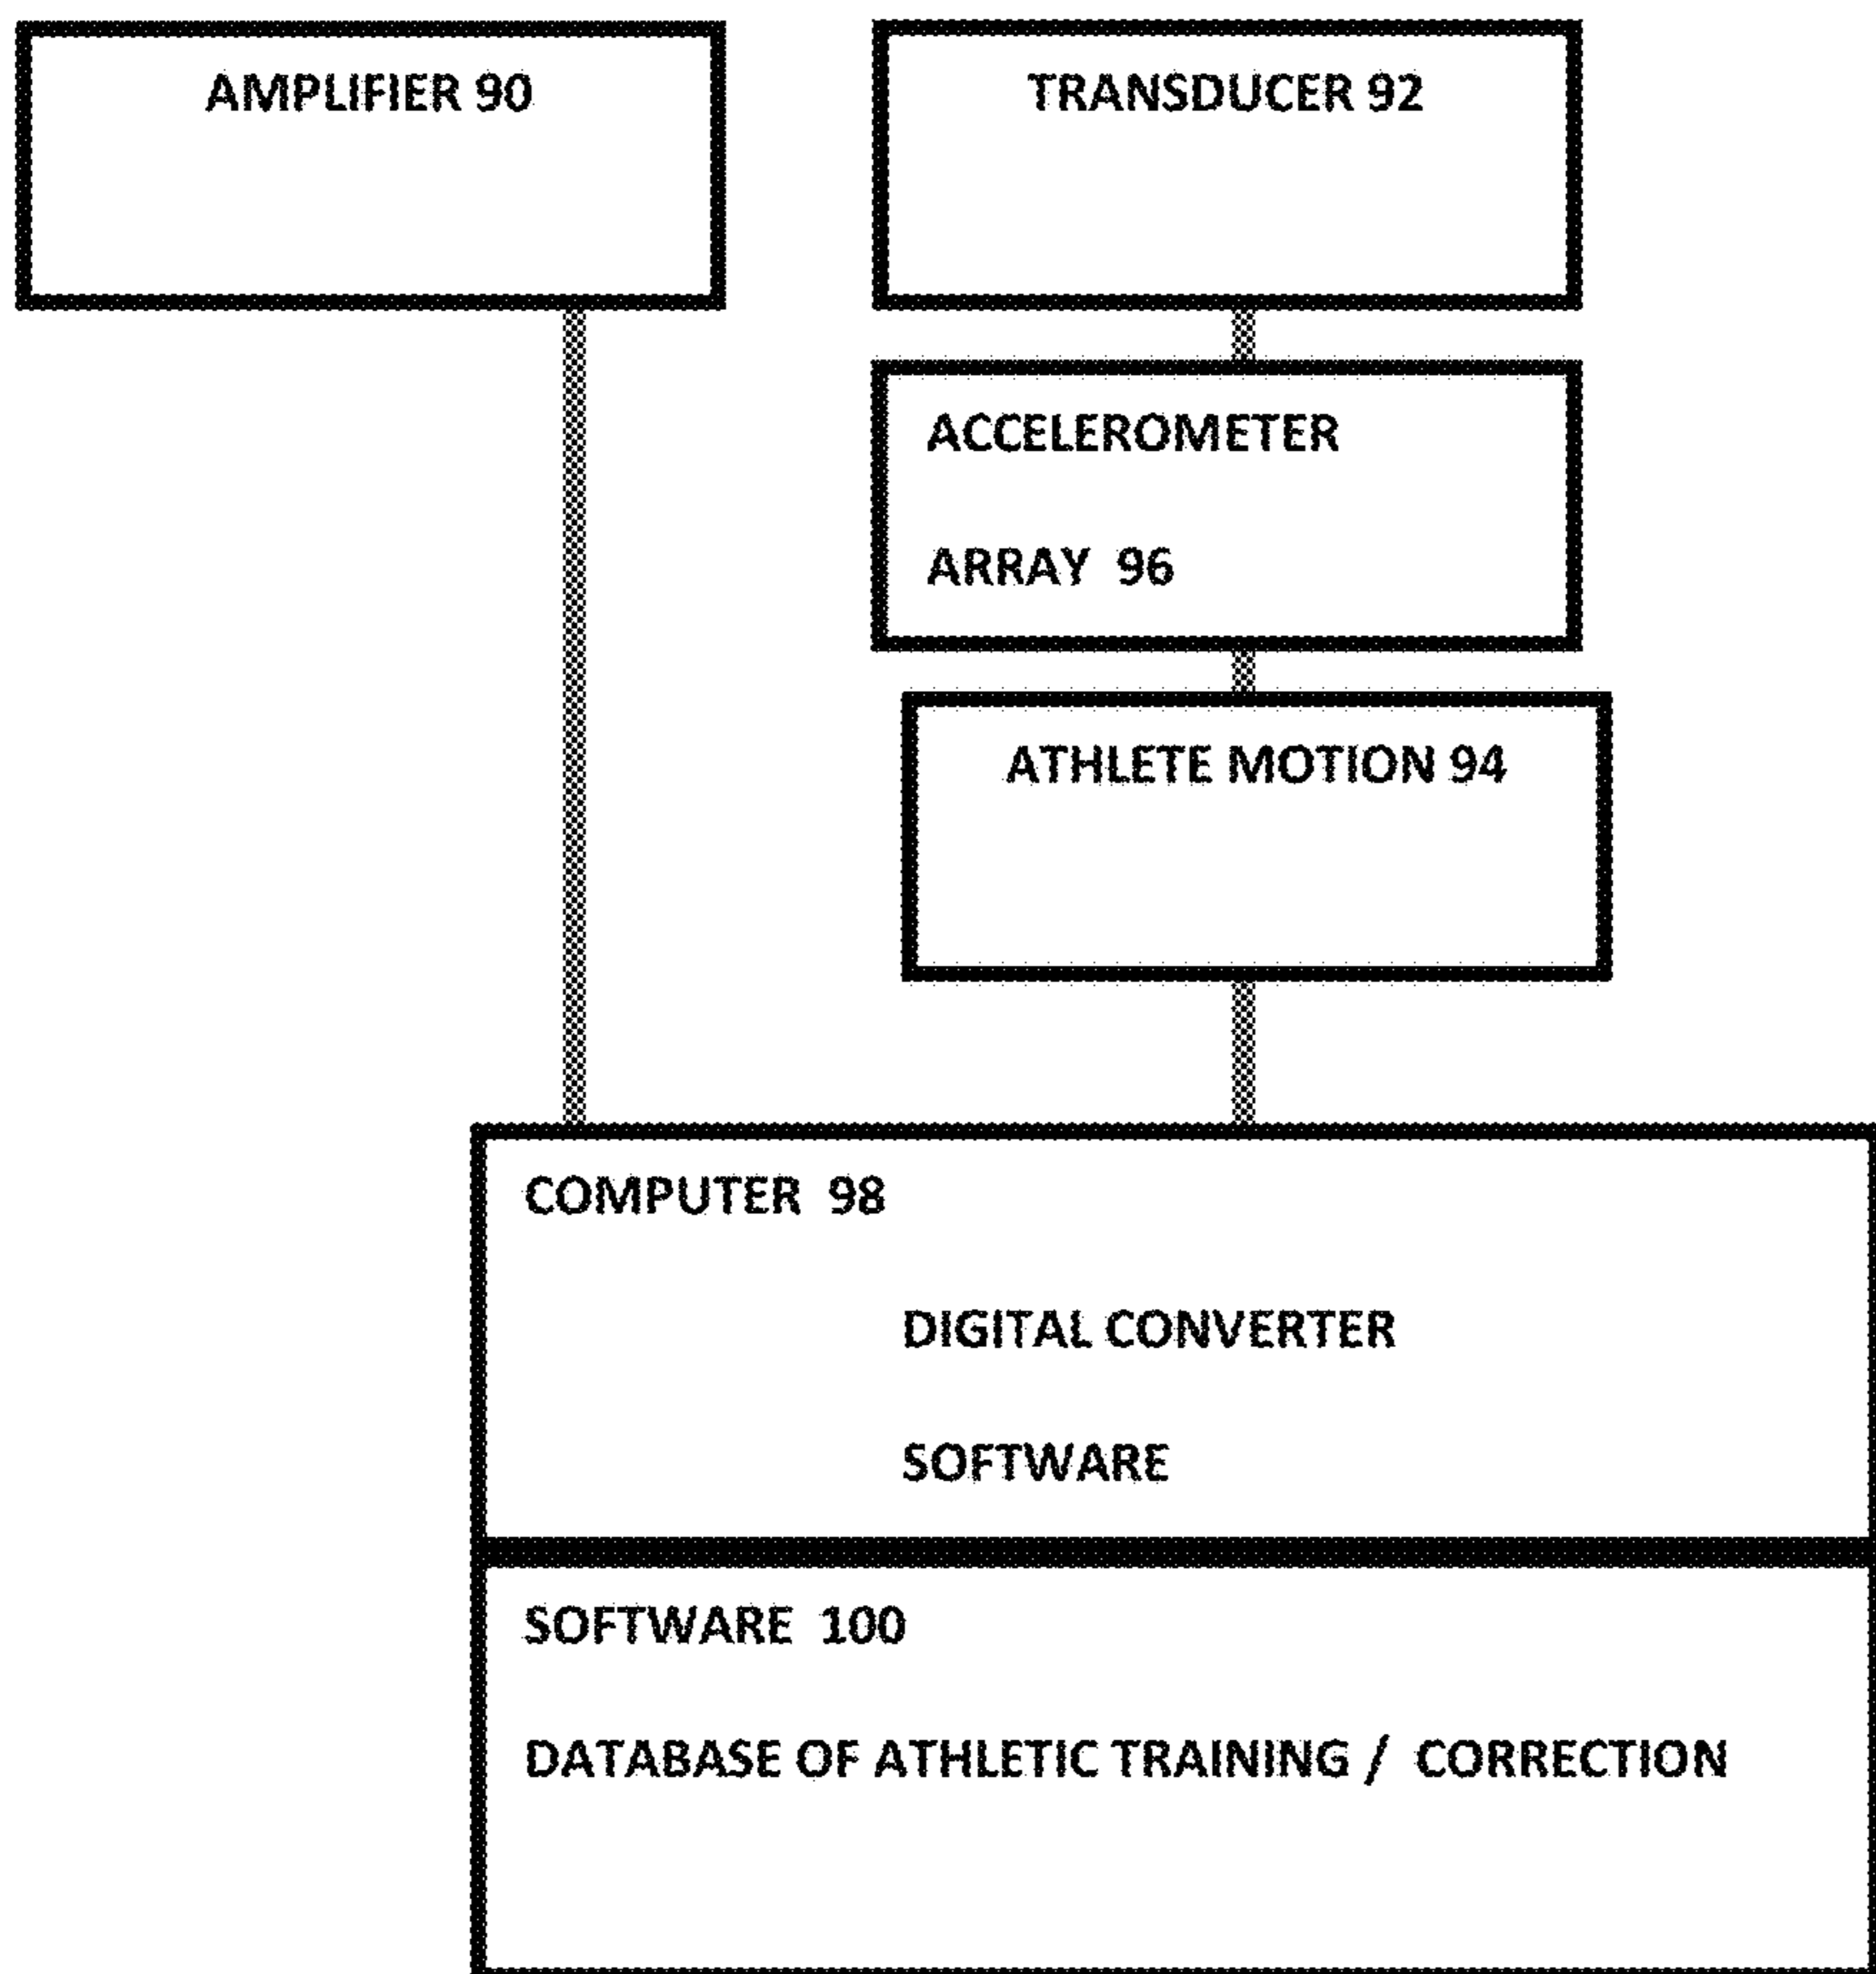 AMPLIFIER 90
TRANSDUCER 92
ACCELEROMETER
ARRAY 96
ATHLETE MOTION 94
COMPUTER 98
DIGITAL CONVERTER
SOFTWARE
SOFTWARE 100
DATABASE OF ATHLETIC TRAINING / CORRECTION